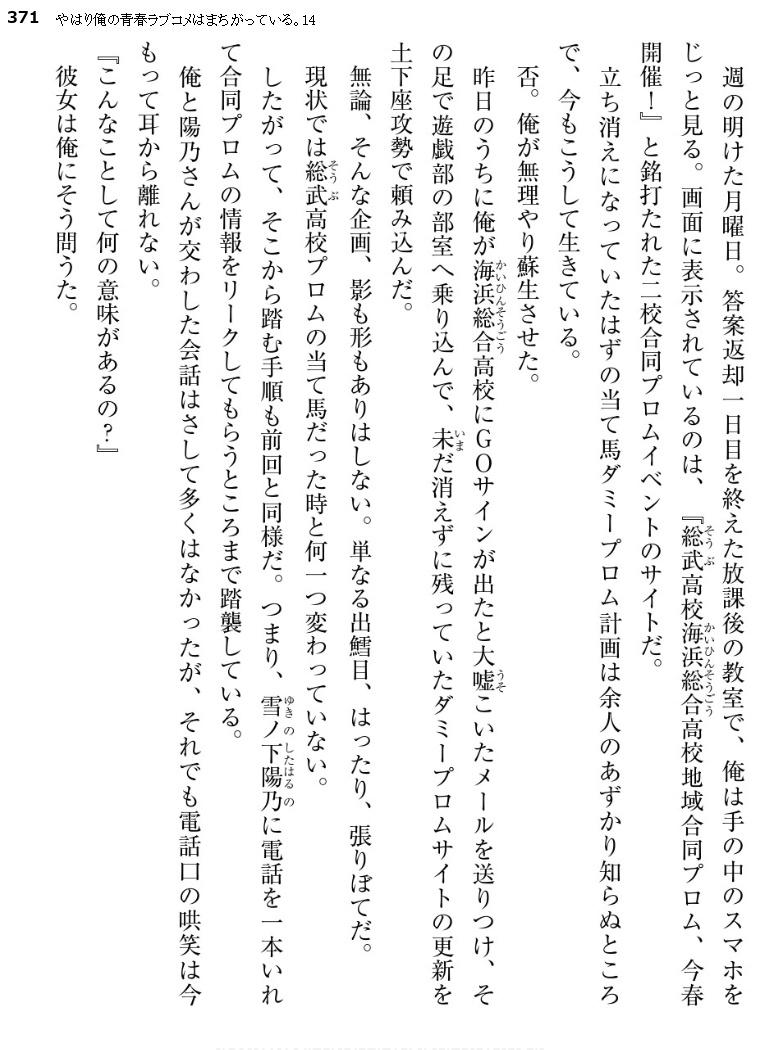 371 やはり俺の青春ラブコメはまちがっている。14
週の明けた月曜日。答案返却一日目を終えた放課後の教室で、俺は手の中のスマホを
じっと見る。画面に表示されているのは、『総武高校海浜総合高校地域合同プロム、今春
開催！』と銘打たれた二校合同プロムイベントのサイトだ。
立ち消えになっていたはずの当て馬ダミープロム計画は余人のあずかり知らぬところ
で、今もこうして生きている。
否。俺が無理やり蘇生させた。
昨日のうちに俺が海浜総合高校にGOサインが出たと大嘘こいたメールを送りつけ、そ
の足で遊戯部の部室へ乗り込んで、未だ消えずに残っていたダミープロムサイトの更新を
土下座攻勢で頼み込んだ。
無論、そんな企画、影も形もありはしない。単なる出鱈目、はったり、張りぼてだ。
現状では総武高校プロムの当て馬だった時と何一つ変わっていない。
したがって、そこから踏む手順も前回と同様だ。つまり、雪ノ下陽乃に電話を一本いれ
て合同プロムの情報をリークしてもらうところまで踏襲している。
俺と陽乃さんが交わした会話はさして多くはなかったが、それでも電話口の哄笑は今
もって耳から離れない。
『こんなことして何の意味があるの？』
彼女は俺にそう問うた。